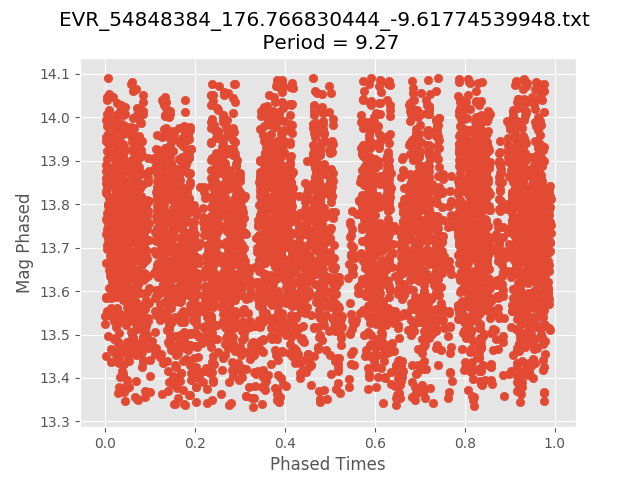 EVR_54848384_176.766830444_-9.61774539948.txt
Period = 9.27
14.1
14.0
13.9
13.8
13.7
13.6
13.5
13.4
13.3
Mag Phased
0.0 0.2 0.4 0.6 0.8 1.0
Phased Times